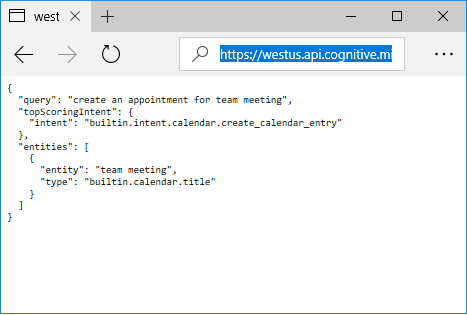 west
https://westus.api.cognitive.mi
{
  "query": "create an appointment for team meeting",
  "topScoringIntent": {
    "intent": "builtin.intent.calendar.create_calendar_entry"
  },
  "entities": [
    {
      "entity": "team meeting",
      "type": "builtin.calendar.title"
    }
  ]
}